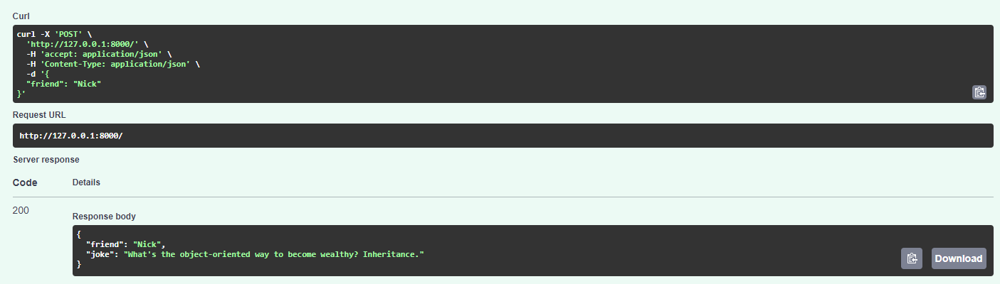 Curl
curl -X 'POST' \
  'http://127.0.0.1:8000/' \
  -H 'accept: application/json' \
  -H 'Content-Type: application/json' \
  -d '{
  "friend": "Nick"
}'
Request URL
http://127.0.0.1:8000/
Server response
Code Details
200
Response body
{
  "friend": "Nick",
  "joke": "What's the object-oriented way to become wealthy? Inheritance."
}
Download